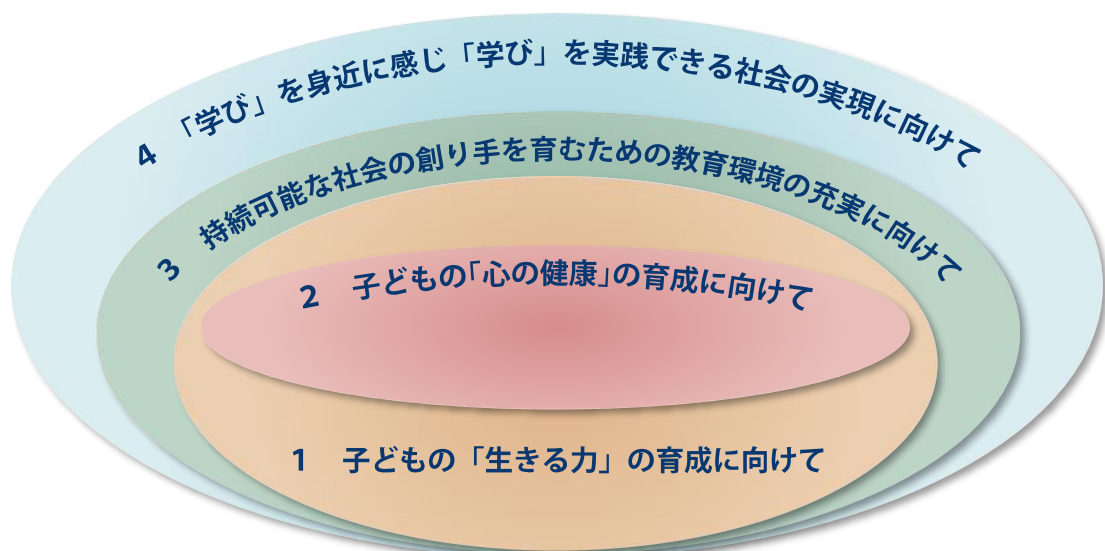 4 「学び」を身近に感じ「学び」を実践できる社会の実現に向けて
3 持続可能な社会の創り手を育むための教育環境の充実に向けて
2 子どもの「心の健康」の育成に向けて
1 子どもの「生きる力」の育成に向けて